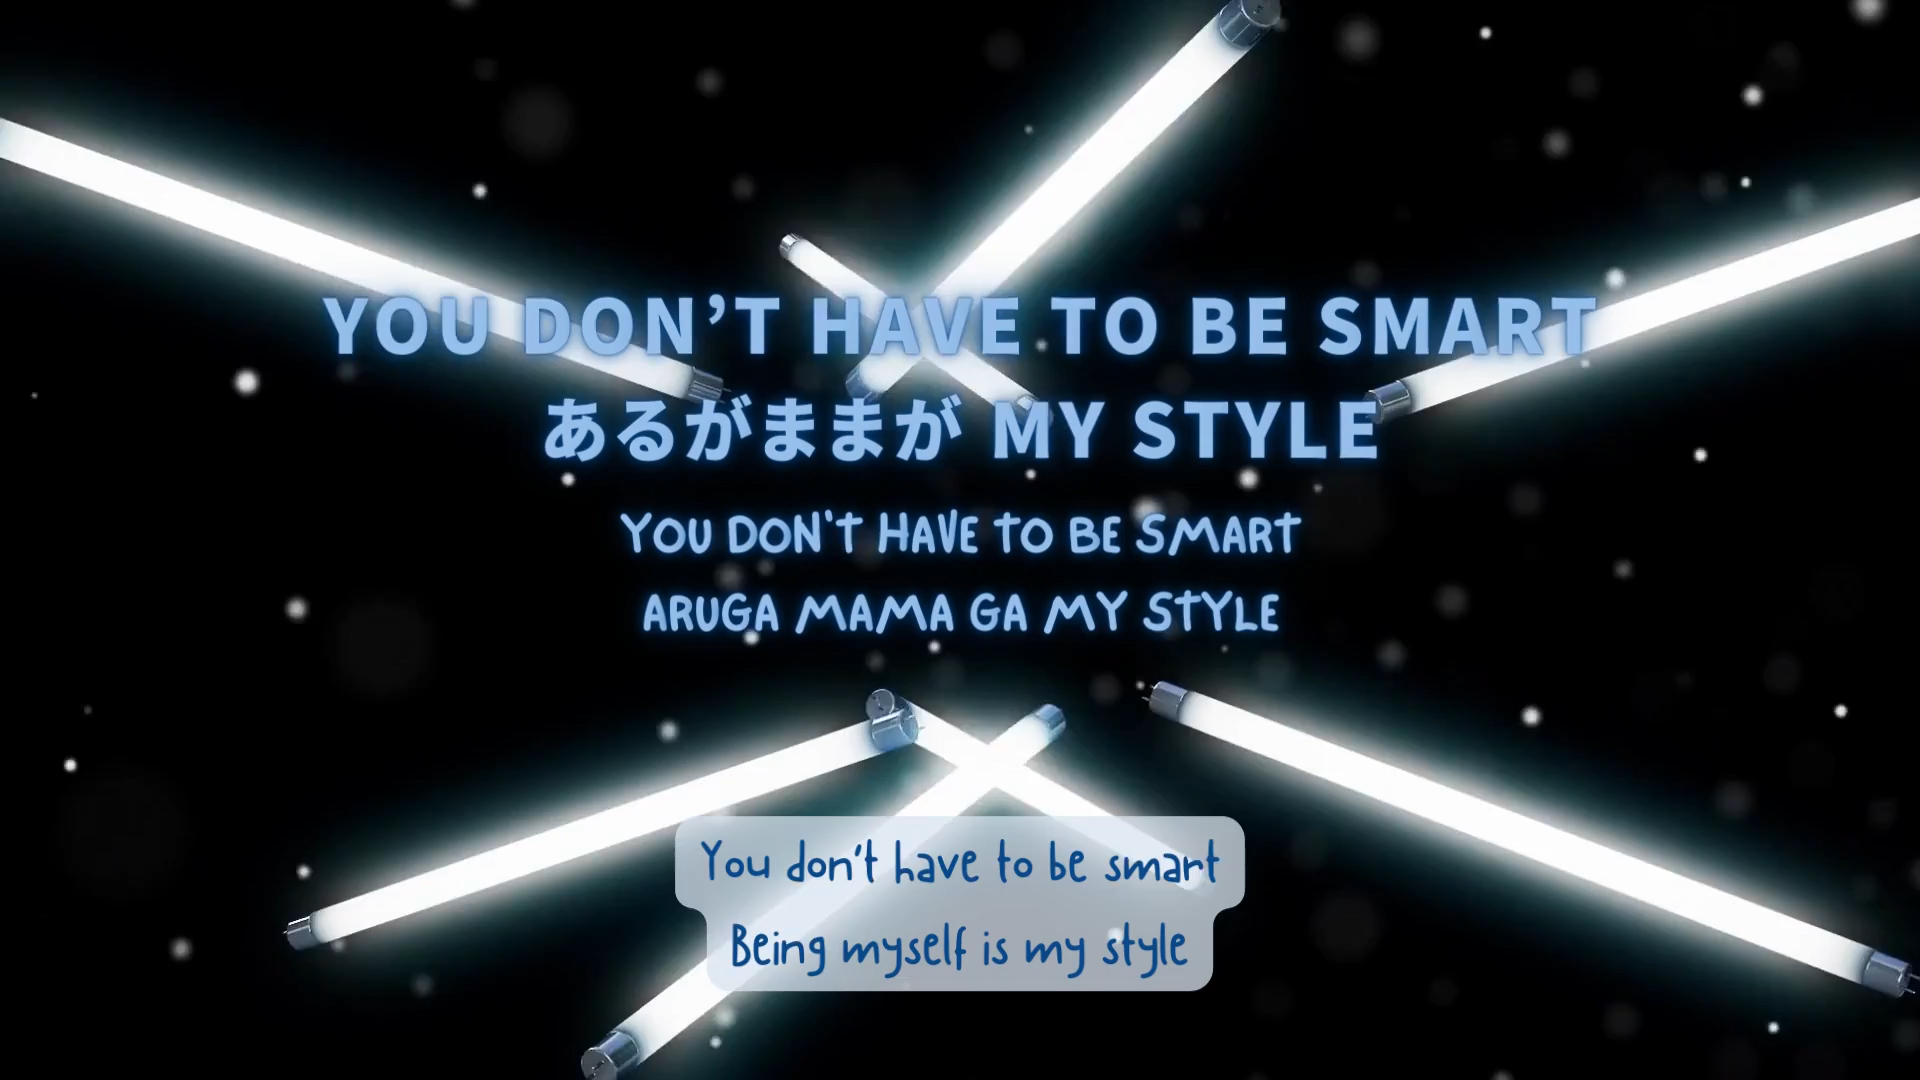 YOU DON’T HAVE TO BE SMART
あるがままが MY STYLE
YOU DON'T HAVE TO BE SMART
ARUGA MAMA GA MY STYLE
You don't have to be smart
Being myself is my style